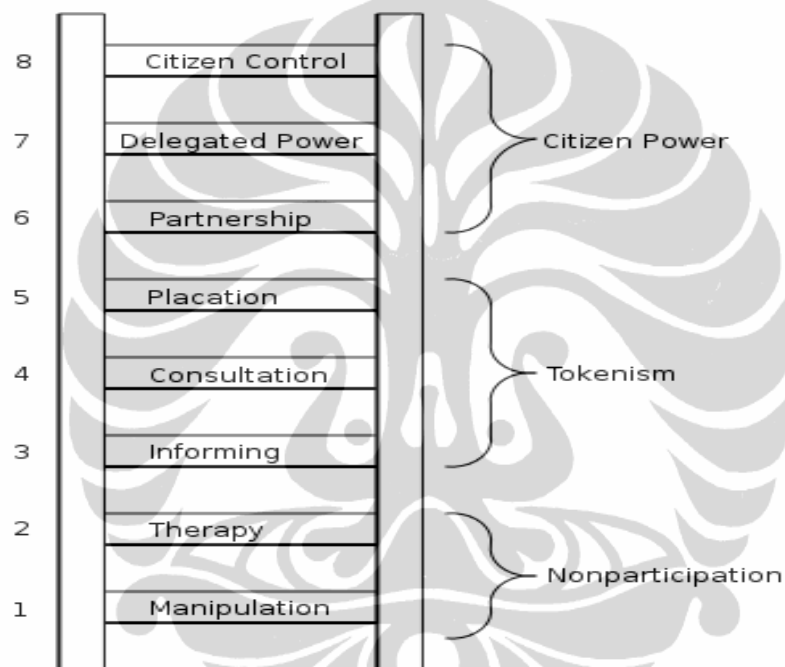 8 Citizen Control
7 Delegated Power Citizen Power
6 Partnership
5 Placation
4 Consultation Tokenism
3 Informing
2 Therapy
Nonparticipation
1 Manipulation